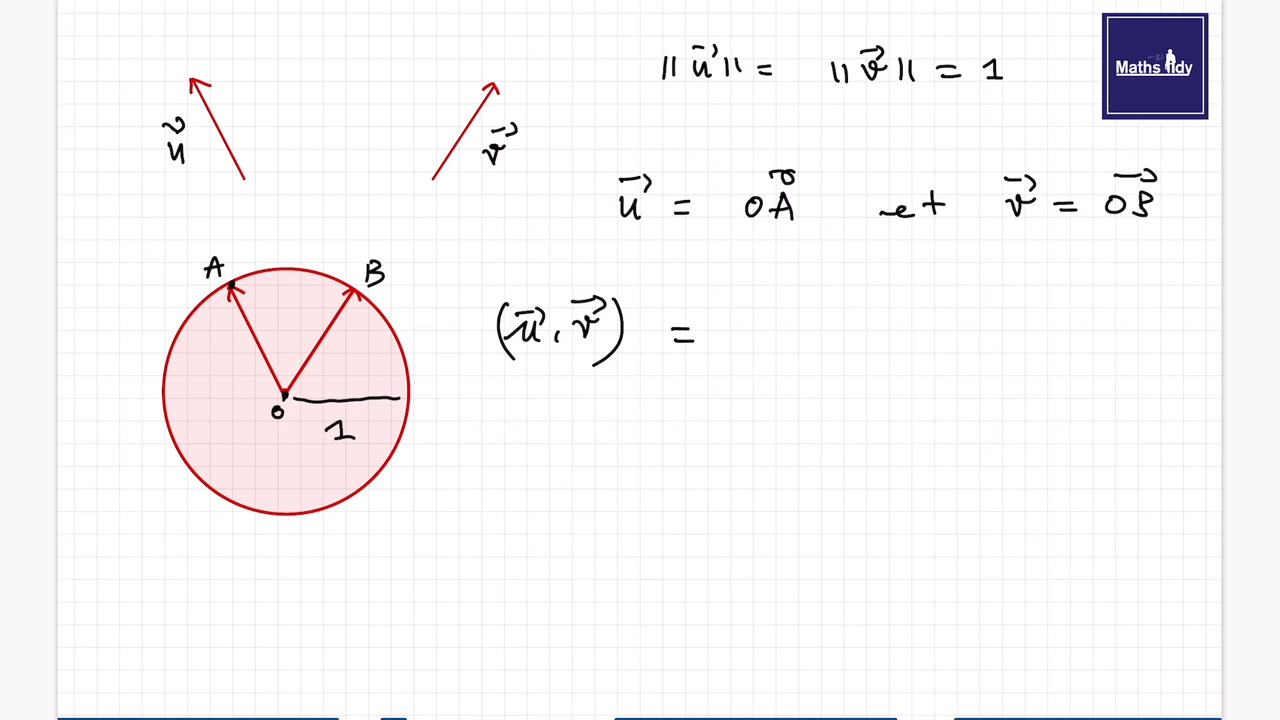 ‖u⃗‖ = ‖v⃗‖ = 1
Maths Tidy
u⃗
v⃗
u⃗ = OA⃗ et v⃗ = OB⃗
A
B
(u⃗, v⃗) =
O
1